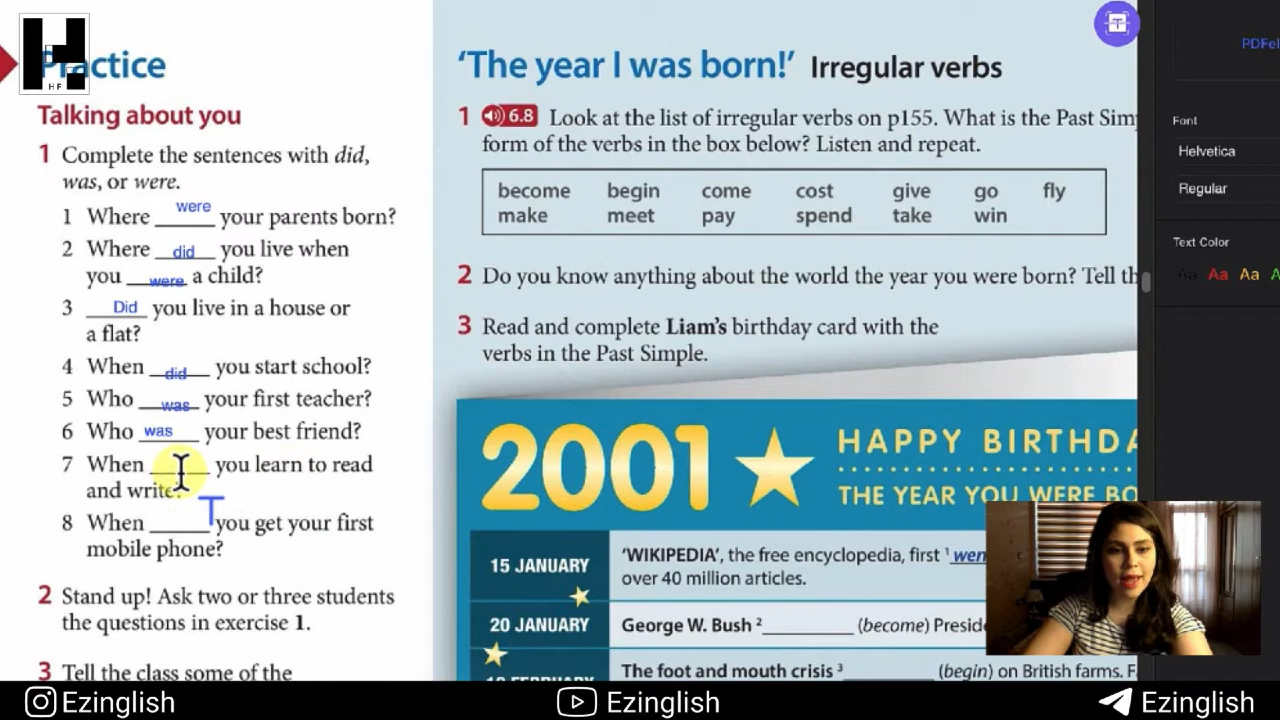 H
HF
Practice
Talking about you
1 Complete the sentences with did,
was, or were.
1 Where were your parents born?
2 Where did you live when
you were a child?
3 Did you live in a house or
a flat?
4 When did you start school?
5 Who was your first teacher?
6 Who was your best friend?
7 When ______ you learn to read
and write?
8 When ______ you get your first
mobile phone?
2 Stand up! Ask two or three students
the questions in exercise 1.
3 Tell the class some of the
'The year I was born!' Irregular verbs
1 6.8 Look at the list of irregular verbs on p155. What is the Past Sim
form of the verbs in the box below? Listen and repeat.
become begin come cost give go fly
make meet pay spend take win
2 Do you know anything about the world the year you were born? Tell th
3 Read and complete Liam's birthday card with the
verbs in the Past Simple.
2001
HAPPY BIRTHDA
THE YEAR YOU WERE BO
15 JANUARY
'WIKIPEDIA', the free encyclopedia, first ¹ wen
over 40 million articles.
20 JANUARY
George W. Bush ²__________ (become) Presid
The foot and mouth crisis ³__________ (begin) on British farms. F
T
PDFel
Font
Helvetica
Regular
Text Color
Aa Aa Aa
Ezinglish
Ezinglish
Ezinglish